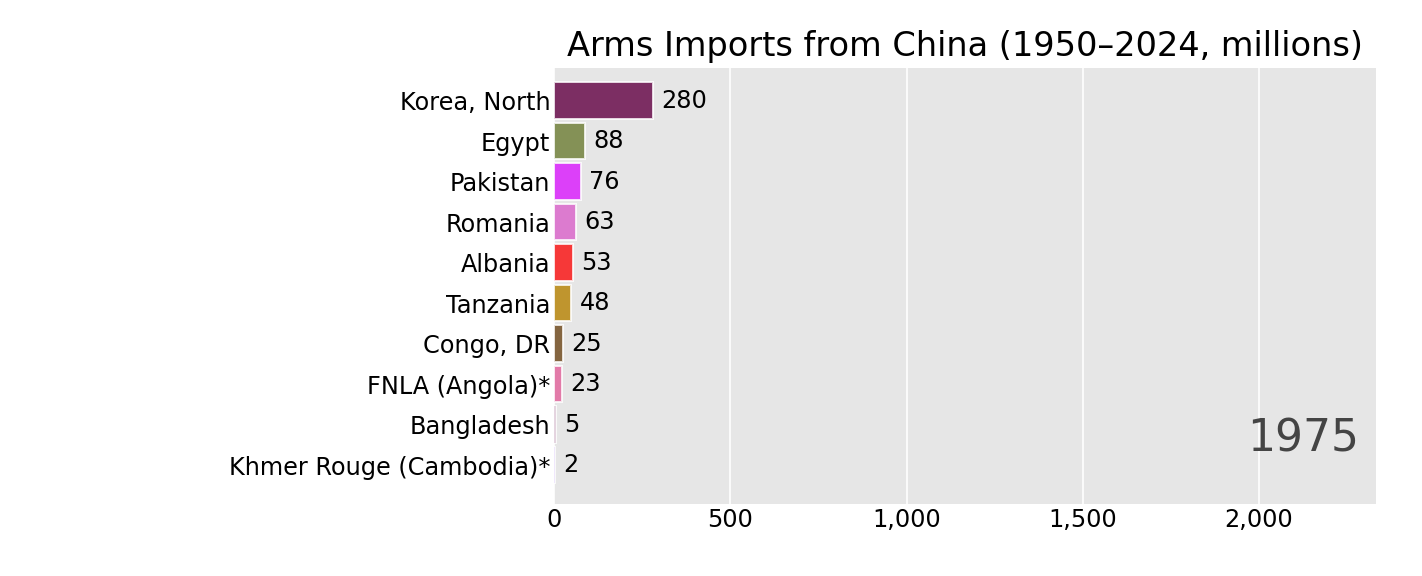 Arms Imports from China (1950–2024, millions)
Korea, North 280
Egypt 88
Pakistan 76
Romania 63
Albania 53
Tanzania 48
Congo, DR 25
FNLA (Angola)* 23
Bangladesh 5
Khmer Rouge (Cambodia)* 2
1975
0 500 1,000 1,500 2,000